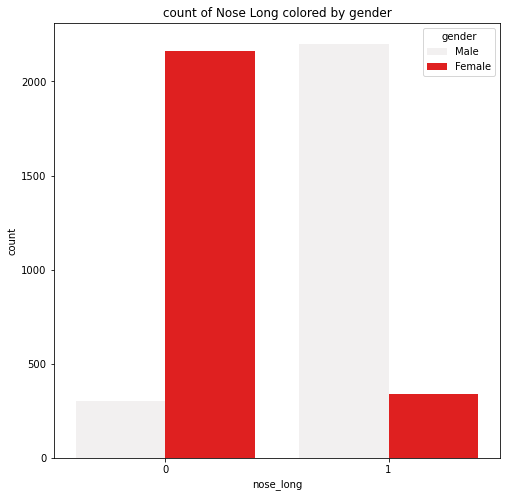 count of Nose Long colored by gender
gender
Male
Female
2000
1500
1000
500
0
count
0 1
nose_long